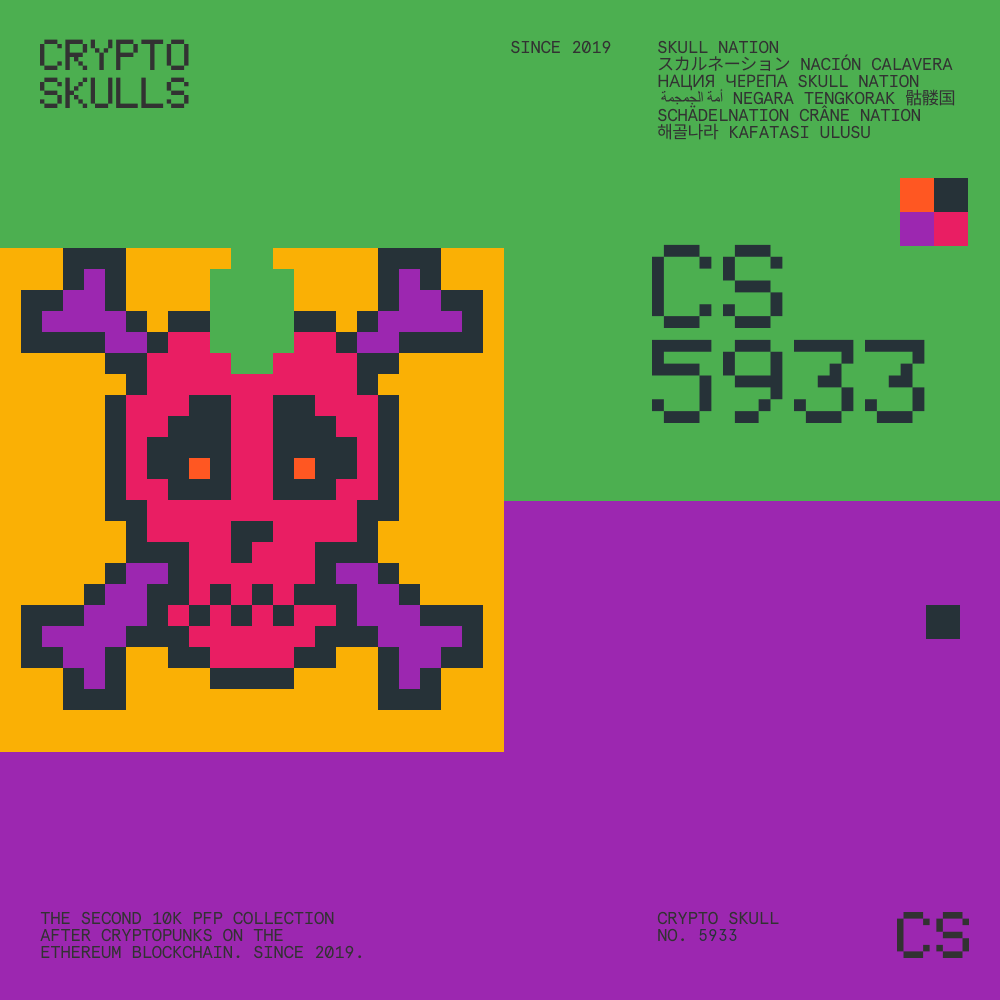 CRYPTO
SKULLS
SINCE 2019
SKULL NATION
スカルネーション NACIÓN CALAVERA
НАЦИЯ ЧЕРЕПА SKULL NATION
أمة الجمجمة NEGARA TENGKORAK 骷髅国
SCHÄDELNATION CRÂNE NATION
해골나라 KAFATASI ULUSU
CS
5933
THE SECOND 10K PFP COLLECTION
AFTER CRYPTOPUNKS ON THE
ETHEREUM BLOCKCHAIN. SINCE 2019.
CRYPTO SKULL
NO. 5933
CS